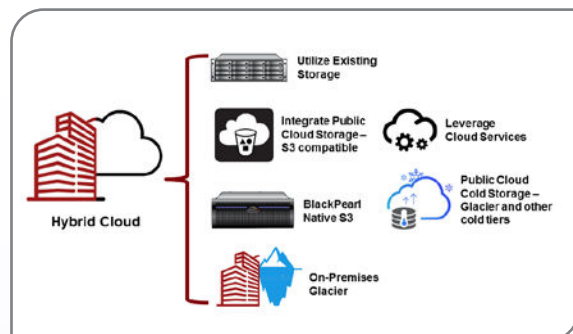 Hybrid Cloud
Utilize Existing
Storage
Integrate Public
Cloud Storage–
S3 compatible
Leverage
Cloud Services
BlackPearl
Native S3
Public Cloud
Cold Storage –
Glacier and other
cold tiers
On-Premises
Glacier